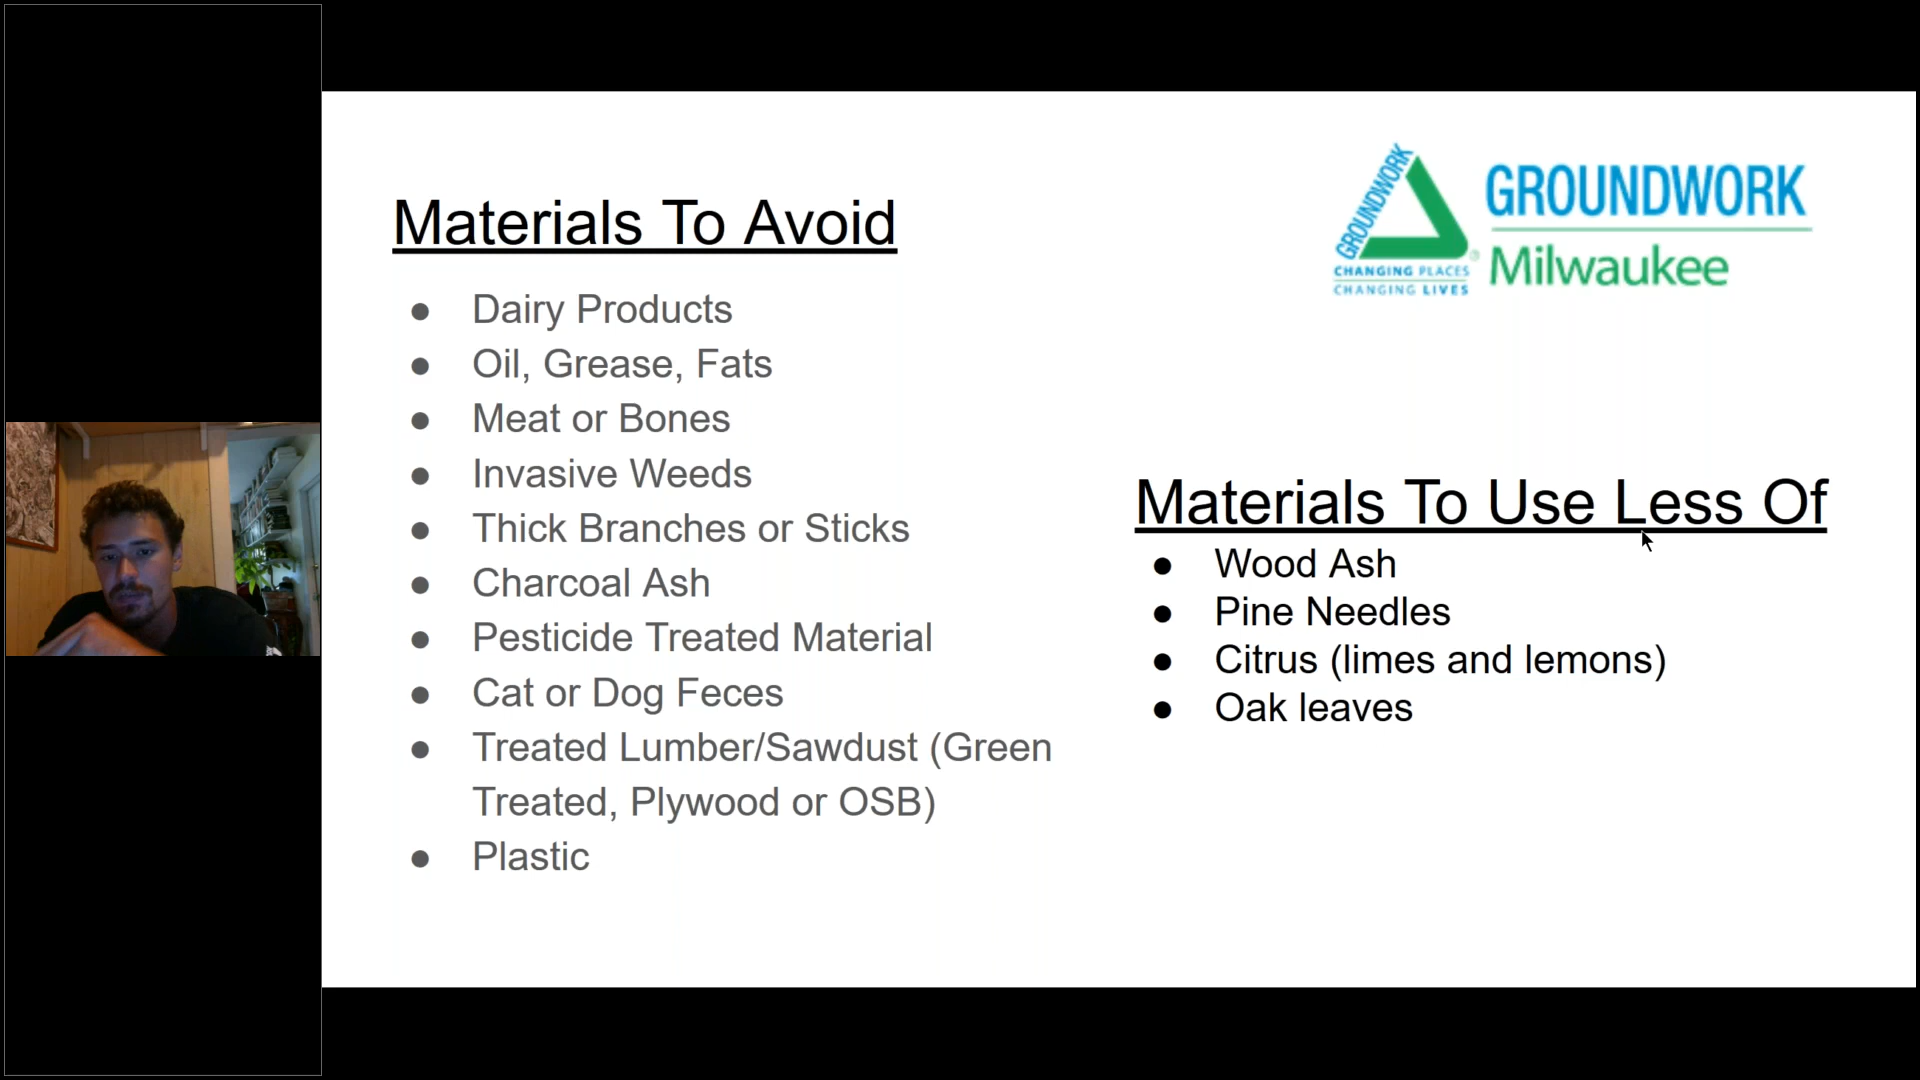 Materials To Avoid
Dairy Products
Oil, Grease, Fats
Meat or Bones
Invasive Weeds
Thick Branches or Sticks
Charcoal Ash
Pesticide Treated Material
Cat or Dog Feces
Treated Lumber/Sawdust (Green
Treated, Plywood or OSB)
Plastic
GROUNDWORK
CHANGING PLACES
CHANGING LIVES
®
GROUNDWORK
Milwaukee
Materials To Use Less Of
Wood Ash
Pine Needles
Citrus (limes and lemons)
Oak leaves